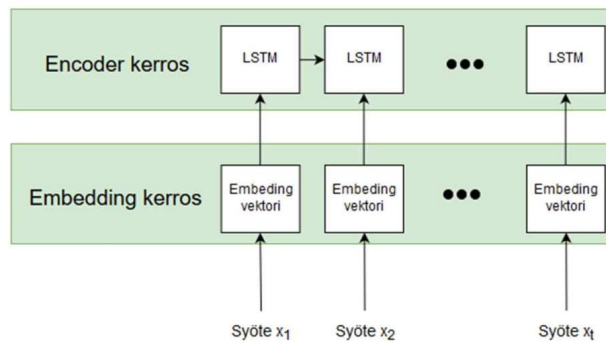 Encoder kerros
LSTM
LSTM
●●●
LSTM
Embedding kerros
Embeding
vektori
Embeding
vektori
●●●
Embeding
vektori
Syöte x1
Syöte x2
Syöte xt